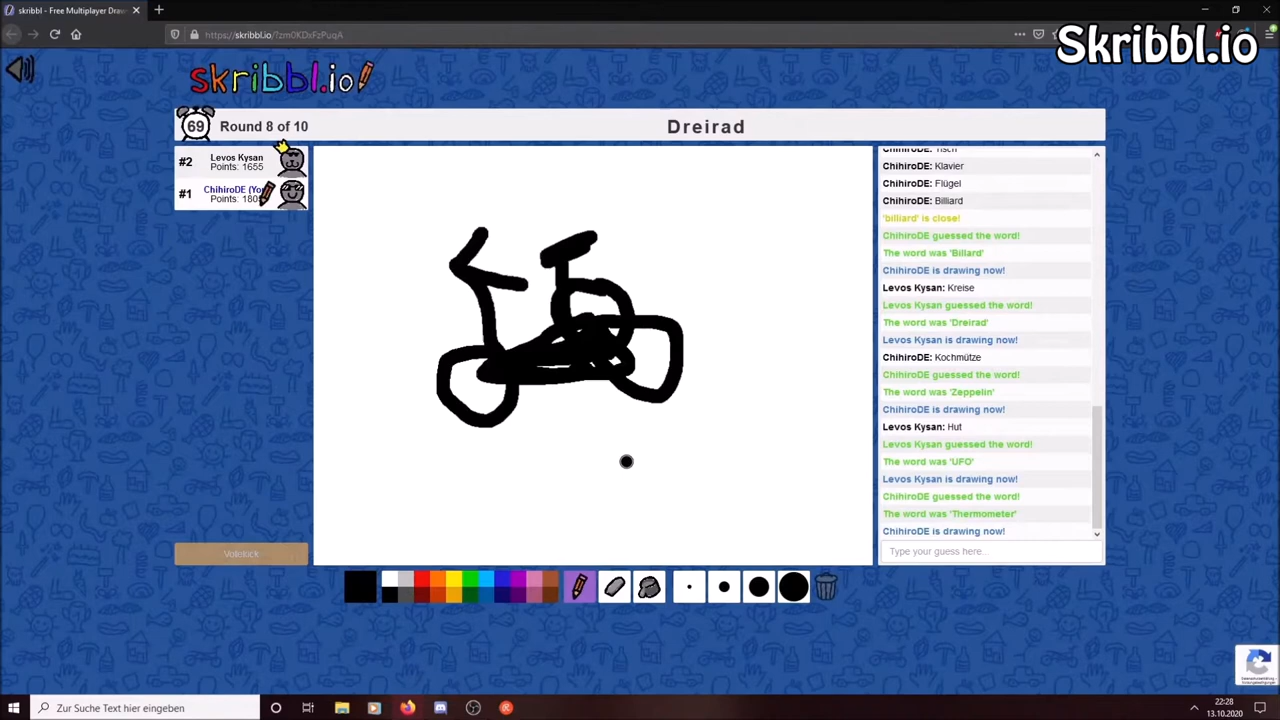 skribbl - Free Multiplayer Draw
https://skribbl.io/?zm0KDxFzPuqA
Skribbl.io
skribbl.io
69
Round 8 of 10
Dreirad
#2
Levos Kysan
Points: 1655
#1
ChihiroDE (You
Points: 180
ChihiroDE: Tisch
ChihiroDE: Klavier
ChihiroDE: Flügel
ChihiroDE: Billiard
'billiard' is close!
ChihiroDE guessed the word!
The word was 'Billard'
ChihiroDE is drawing now!
Levos Kysan: Kreise
Levos Kysan guessed the word!
The word was 'Dreirad'
Levos Kysan is drawing now!
ChihiroDE: Kochmütze
ChihiroDE guessed the word!
The word was 'Zeppelin'
ChihiroDE is drawing now!
Levos Kysan: Hut
Levos Kysan guessed the word!
The word was 'UFO'
Levos Kysan is drawing now!
ChihiroDE guessed the word!
The word was 'Thermometer'
ChihiroDE is drawing now!
Type your guess here...
Zur Suche Text hier eingeben
22:28
13.10.2020